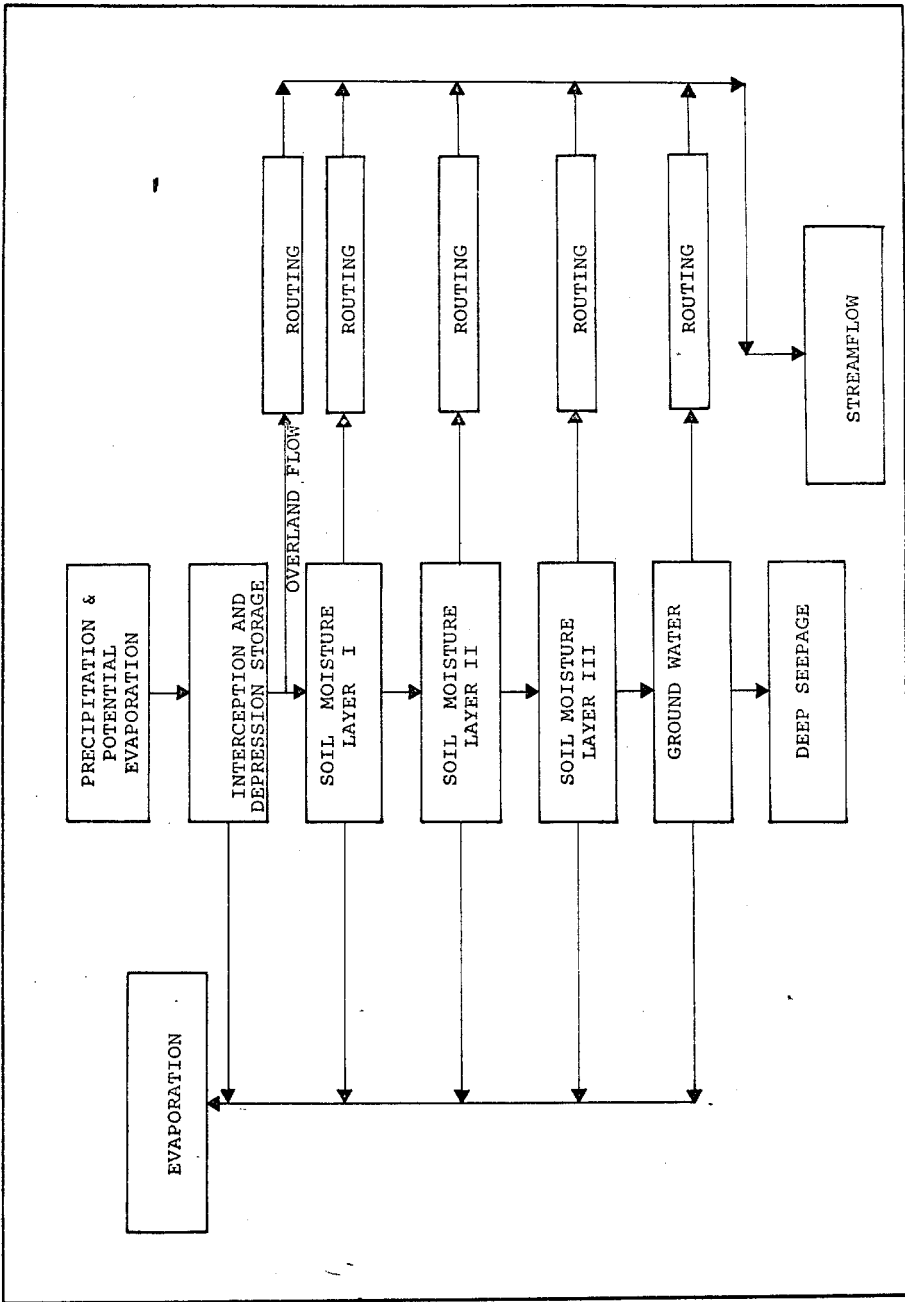 PRECIPITATION &
POTENTIAL
EVAPORATION
EVAPORATION
INTERCEPTION AND
DEPRESSION STORAGE
OVERLAND FLOW
ROUTING
SOIL MOISTURE
LAYER I
ROUTING
SOIL MOISTURE
LAYER II
ROUTING
SOIL MOISTURE
LAYER III
ROUTING
GROUND WATER
ROUTING
DEEP SEEPAGE
STREAMFLOW